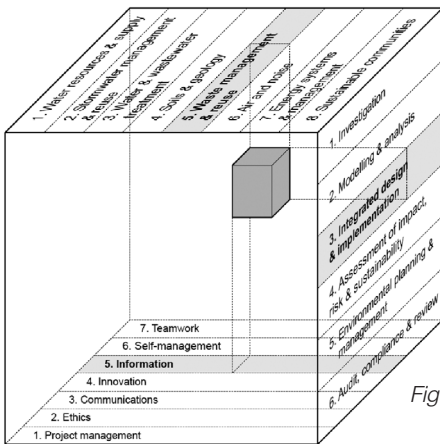 1. Water resources & supply
2. Stormwater management
& reuse
3. Water & wastewater
treatment
4. Soils & geology
5. Waste management
& reuse
6. Air and noise
7. Energy systems
& management
8. Sustainable communities
1. Investigation
2. Modelling & analysis
3. Integrated design
& implementation
4. Assessment of impact,
risk & sustainability
5. Environmental planning &
management
6. Audit, compliance & review
7. Teamwork
6. Self-management
5. Information
4. Innovation
3. Communications
2. Ethics
1. Project management
Fig